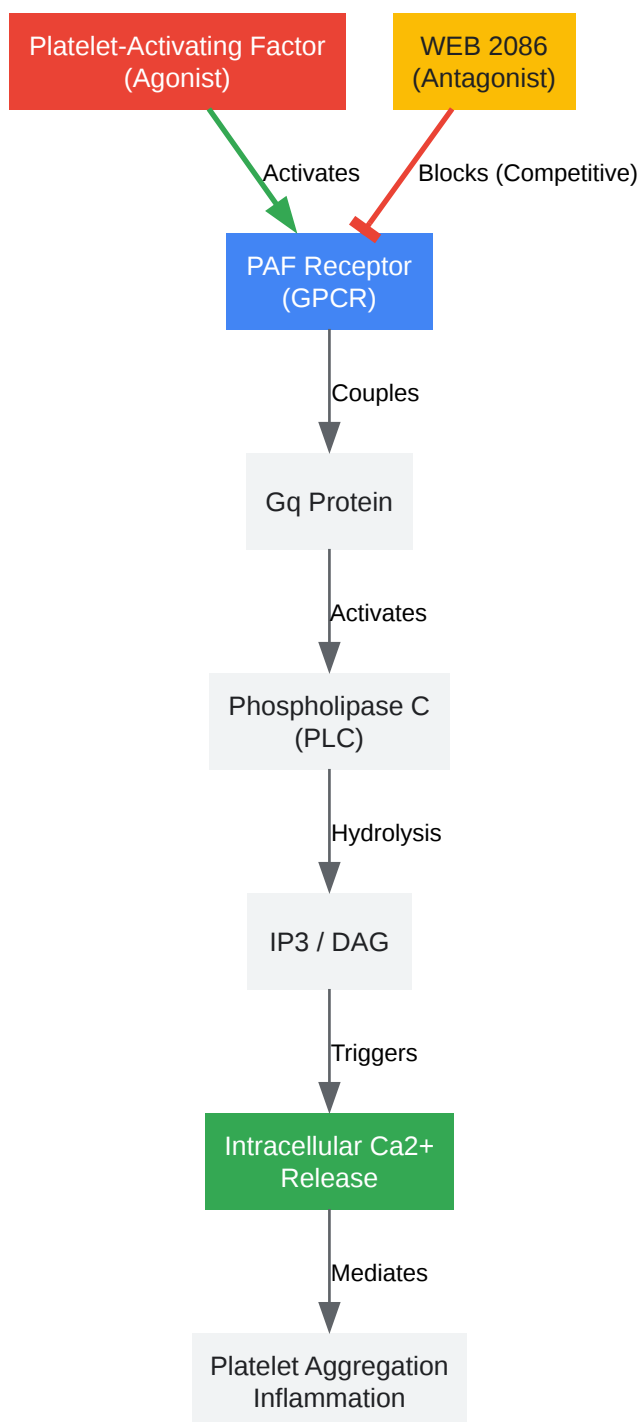 Platelet-Activating Factor
(Agonist)
WEB 2086
(Antagonist)
Activates
Blocks (Competitive)
PAF Receptor
(GPCR)
Couples
Gq Protein
Activates
Phospholipase C
(PLC)
Hydrolysis
IP3 / DAG
Triggers
Intracellular Ca2+
Release
Mediates
Platelet Aggregation
Inflammation